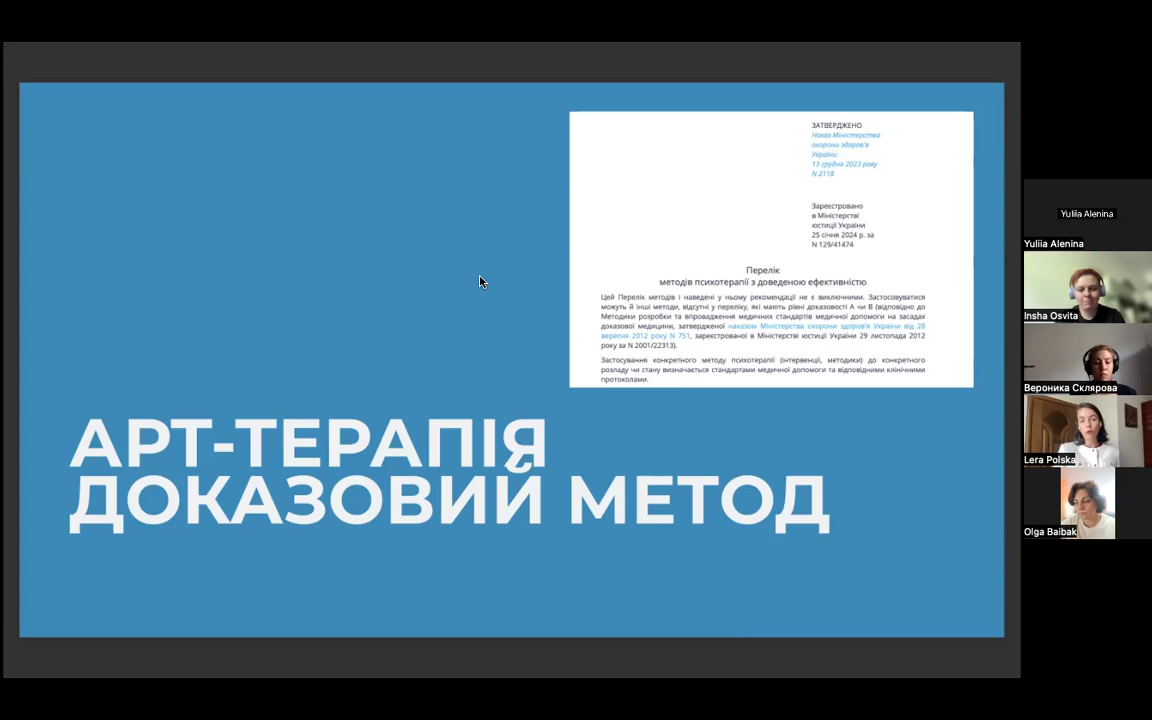 ЗАТВЕРДЖЕНО
Наказ Міністерства
охорони здоров'я
України
13 грудня 2023 року
N 2118
Зареєстровано
в Міністерстві
юстиції України
25 січня 2024 р. за
N 129/41474
Перелік
методів психотерапії з доведеною ефективністю
Цей Перелік методів і наведені у ньому рекомендації не є виключними. Застосовуватися
можуть й інші методи, відсутні у переліку, які мають рівні доказовості А чи В (відповідно до
Методики розробки та впровадження медичних стандартів медичної допомоги на засадах
доказової медицини, затвердженої наказом Міністерства охорони здоров'я України від 28
вересня 2012 року N 751, зареєстрованої в Міністерстві юстиції України 29 листопада 2012
року за N 2001/22313).
Застосування конкретного методу психотерапії (інтервенції, методики) до конкретного
розладу чи стану визначається стандартами медичної допомоги та відповідними клінічними
протоколами.
АРТ-ТЕРАПІЯ
ДОКАЗОВИЙ МЕТОД
Yuliia Alenina
Yuliia Alenina
Insha Osvita
Вероника Склярова
Lera Polska
Olga Baibak